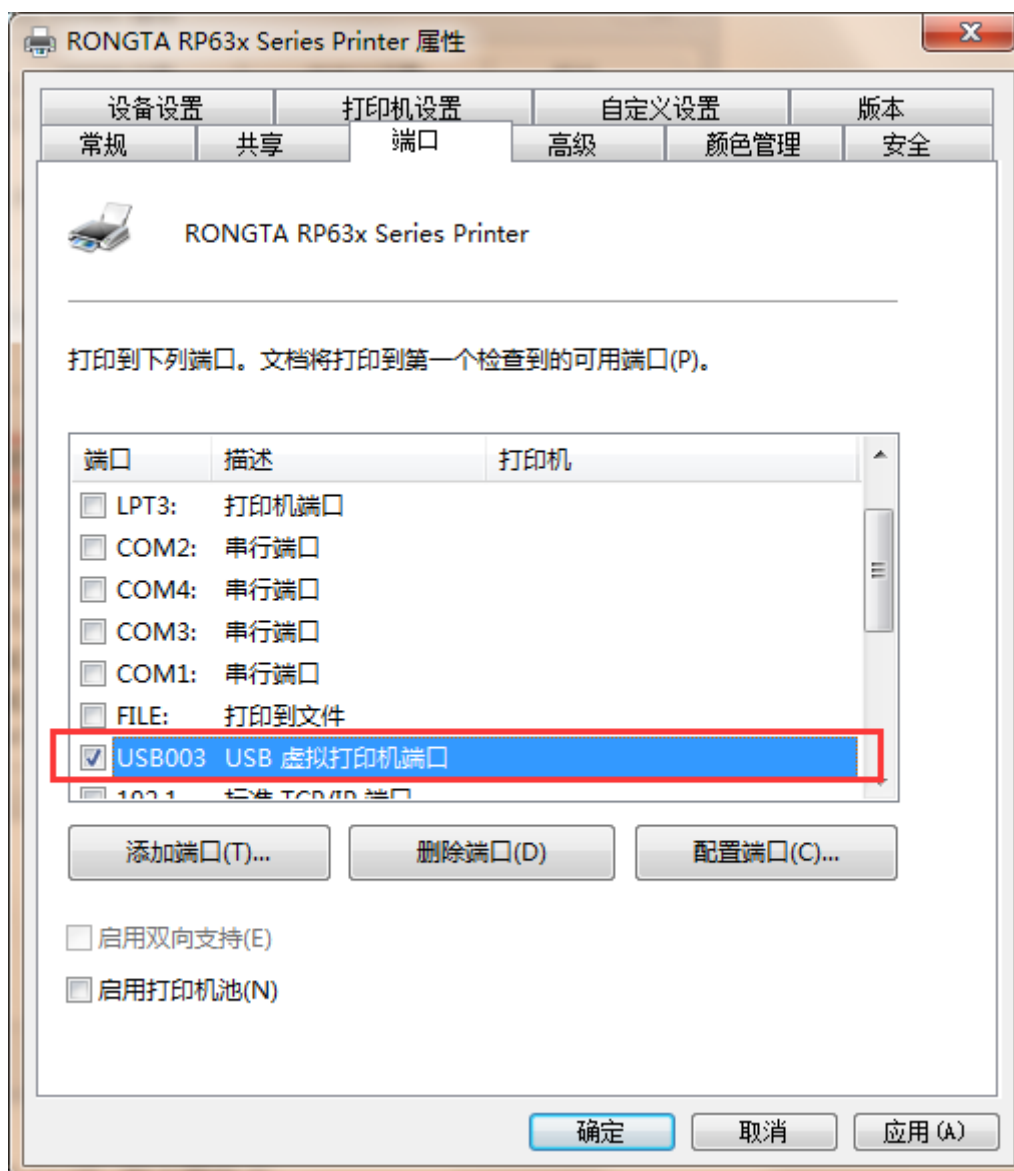 RONGTA RP63x Series Printer 属性
设备设置 打印机设置 自定义设置 版本
常规 共享 端口 高级 颜色管理 安全
RONGTA RP63x Series Printer
打印到下列端口。文档将打印到第一个检查到的可用端口(P)。
端口 描述 打印机
LPT3: 打印机端口
COM2: 串行端口
COM4: 串行端口
COM3: 串行端口
COM1: 串行端口
FILE: 打印到文件
USB003 USB 虚拟打印机端口
标准 TCP/IP 端口
添加端口(T)... 删除端口(D) 配置端口(C)...
启用双向支持(E)
启用打印机池(N)
确定 取消 应用(A)